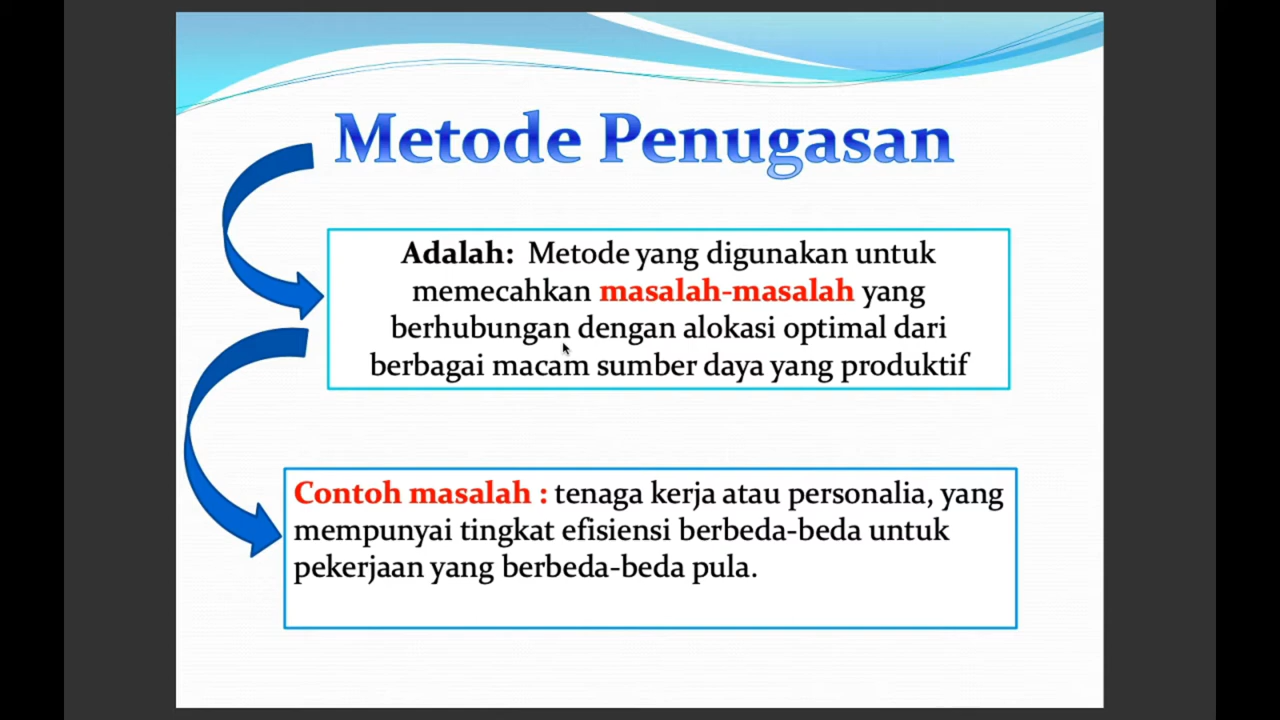 Metode Penugasan
Adalah: Metode yang digunakan untuk
memecahkan masalah-masalah yang
berhubungan dengan alokasi optimal dari
berbagai macam sumber daya yang produktif
Contoh masalah : tenaga kerja atau personalia, yang
mempunyai tingkat efisiensi berbeda-beda untuk
pekerjaan yang berbeda-beda pula.